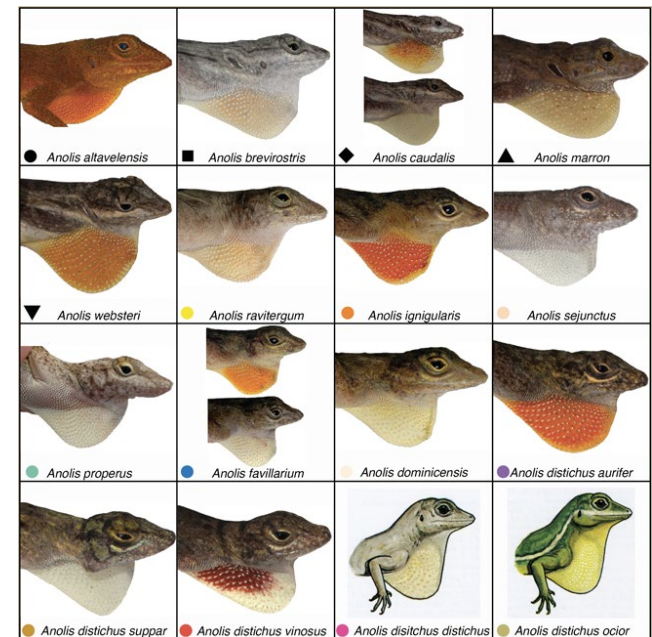 Anolis altavelensis
Anolis brevirostris
Anolis caudalis
Anolis marron
Anolis websteri
Anolis ravitergum
Anolis ignigularis
Anolis sejunctus
Anolis properus
Anolis favillarium
Anolis dominicensis
Anolis distichus aurifer
Anolis distichus suppar
Anolis distichus vinosus
Anolis disitchus distichus
Anolis distichus ocior